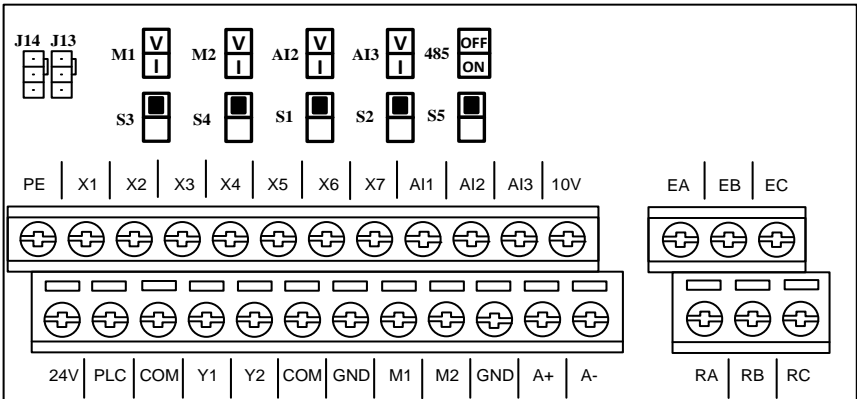 J14 J13 M1 V I M2 V I AI2 V I AI3 V I 485 OFF ON
S3 S4 S1 S2 S5
PE X1 X2 X3 X4 X5 X6 X7 AI1 AI2 AI3 10V EA EB EC
24V PLC COM Y1 Y2 COM GND M1 M2 GND A+ A- RA RB RC